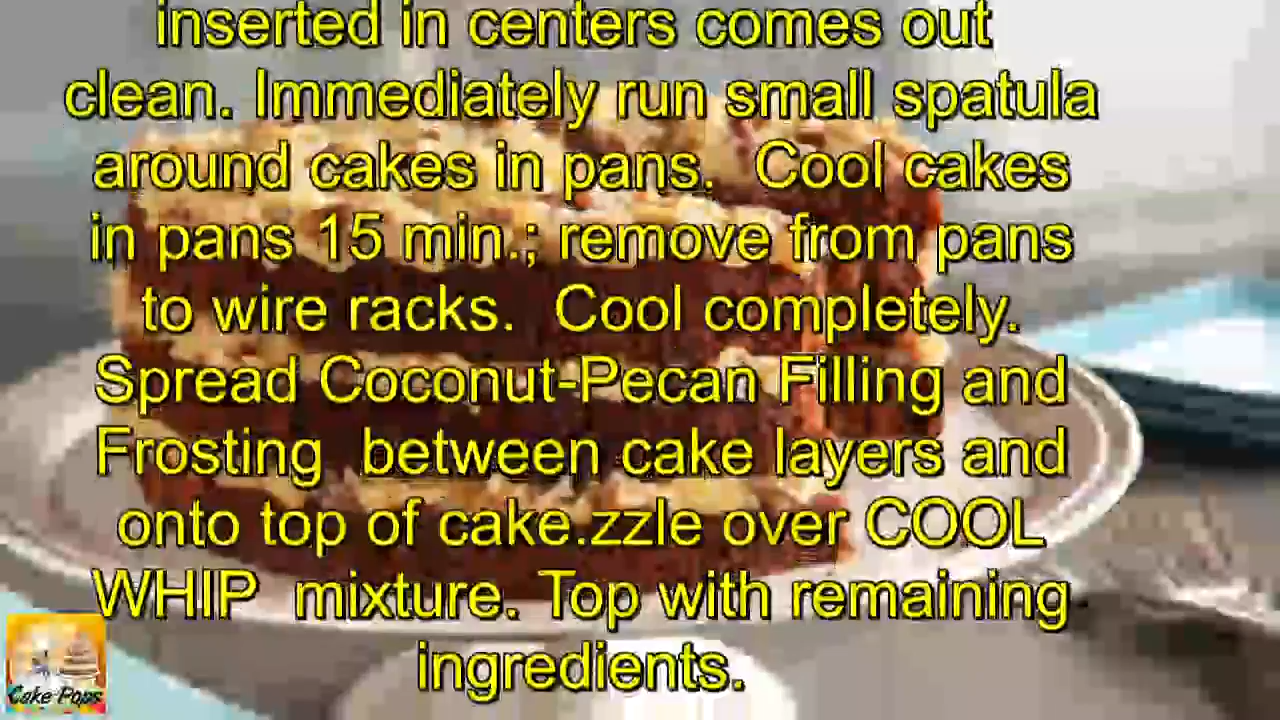 inserted in centers comes out
clean. Immediately run small spatula
around cakes in pans.  Cool cakes
in pans 15 min.; remove from pans
to wire racks.  Cool completely.
Spread Coconut-Pecan Filling and
Frosting  between cake layers and
onto top of cake.zzle over COOL
WHIP  mixture. Top with remaining
ingredients.
Cake Pops